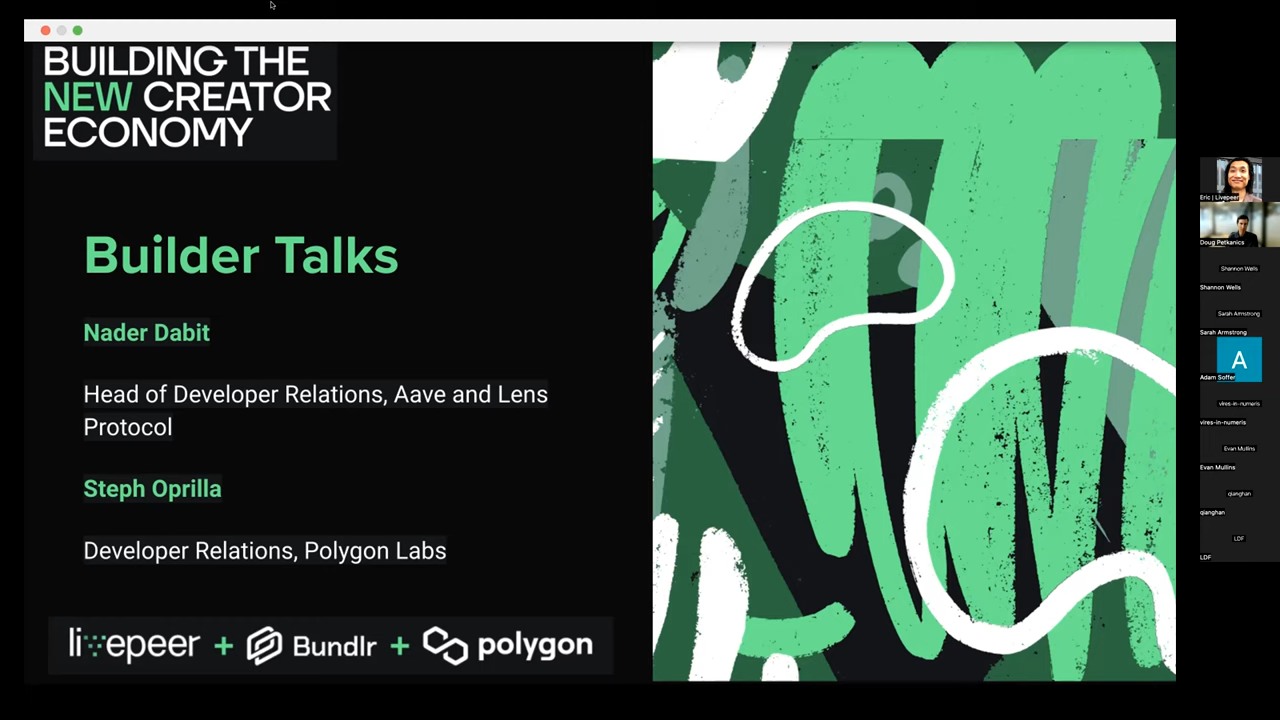 BUILDING THE
NEW CREATOR
ECONOMY
Builder Talks
Nader Dabit
Head of Developer Relations, Aave and Lens
Protocol
Steph Oprilla
Developer Relations, Polygon Labs
livepeer + Bundlr + polygon
Eric | Livepeer
Doug Petkanics
Shannon Wells
Shannon Wells
Sarah Armstrong
Sarah Armstrong
A
Adam Soffer
vires-in-numeris
vires-in-numeris
Evan Mullins
Evan Mullins
qianghan
qianghan
LDF
LDF